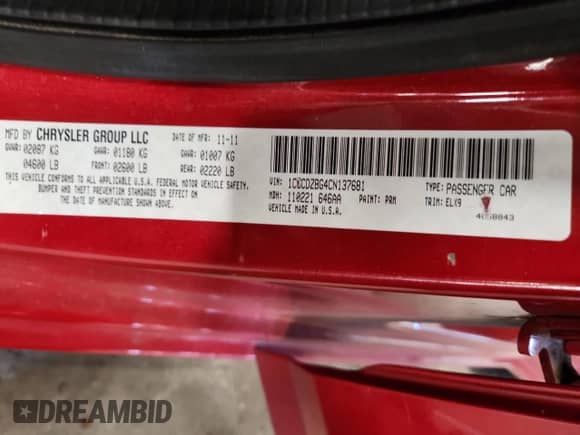 MFD BY CHRYSLER GROUP LLC DATE OF MFR: 11-11
GVWR: 02087 KG GAWR: 01180 KG GAWR: 01007 KG
04600 LB FRONT: 02600 LB REAR: 02220 LB
THIS VEHICLE CONFORMS TO ALL APPLICABLE U.S.A. FEDERAL MOTOR VEHICLE SAFETY,
BUMPER AND THEFT PREVENTION STANDARDS IN EFFECT ON
THE DATE OF MANUFACTURE SHOWN ABOVE.
VIN: 1C3CDZBG4CN137681 TYPE: PASSENGER CAR
MDH: 110221 646AA PAINT: PRM TRIM: ELX9
VEHICLE MADE IN U.S.A.
DREAMBID